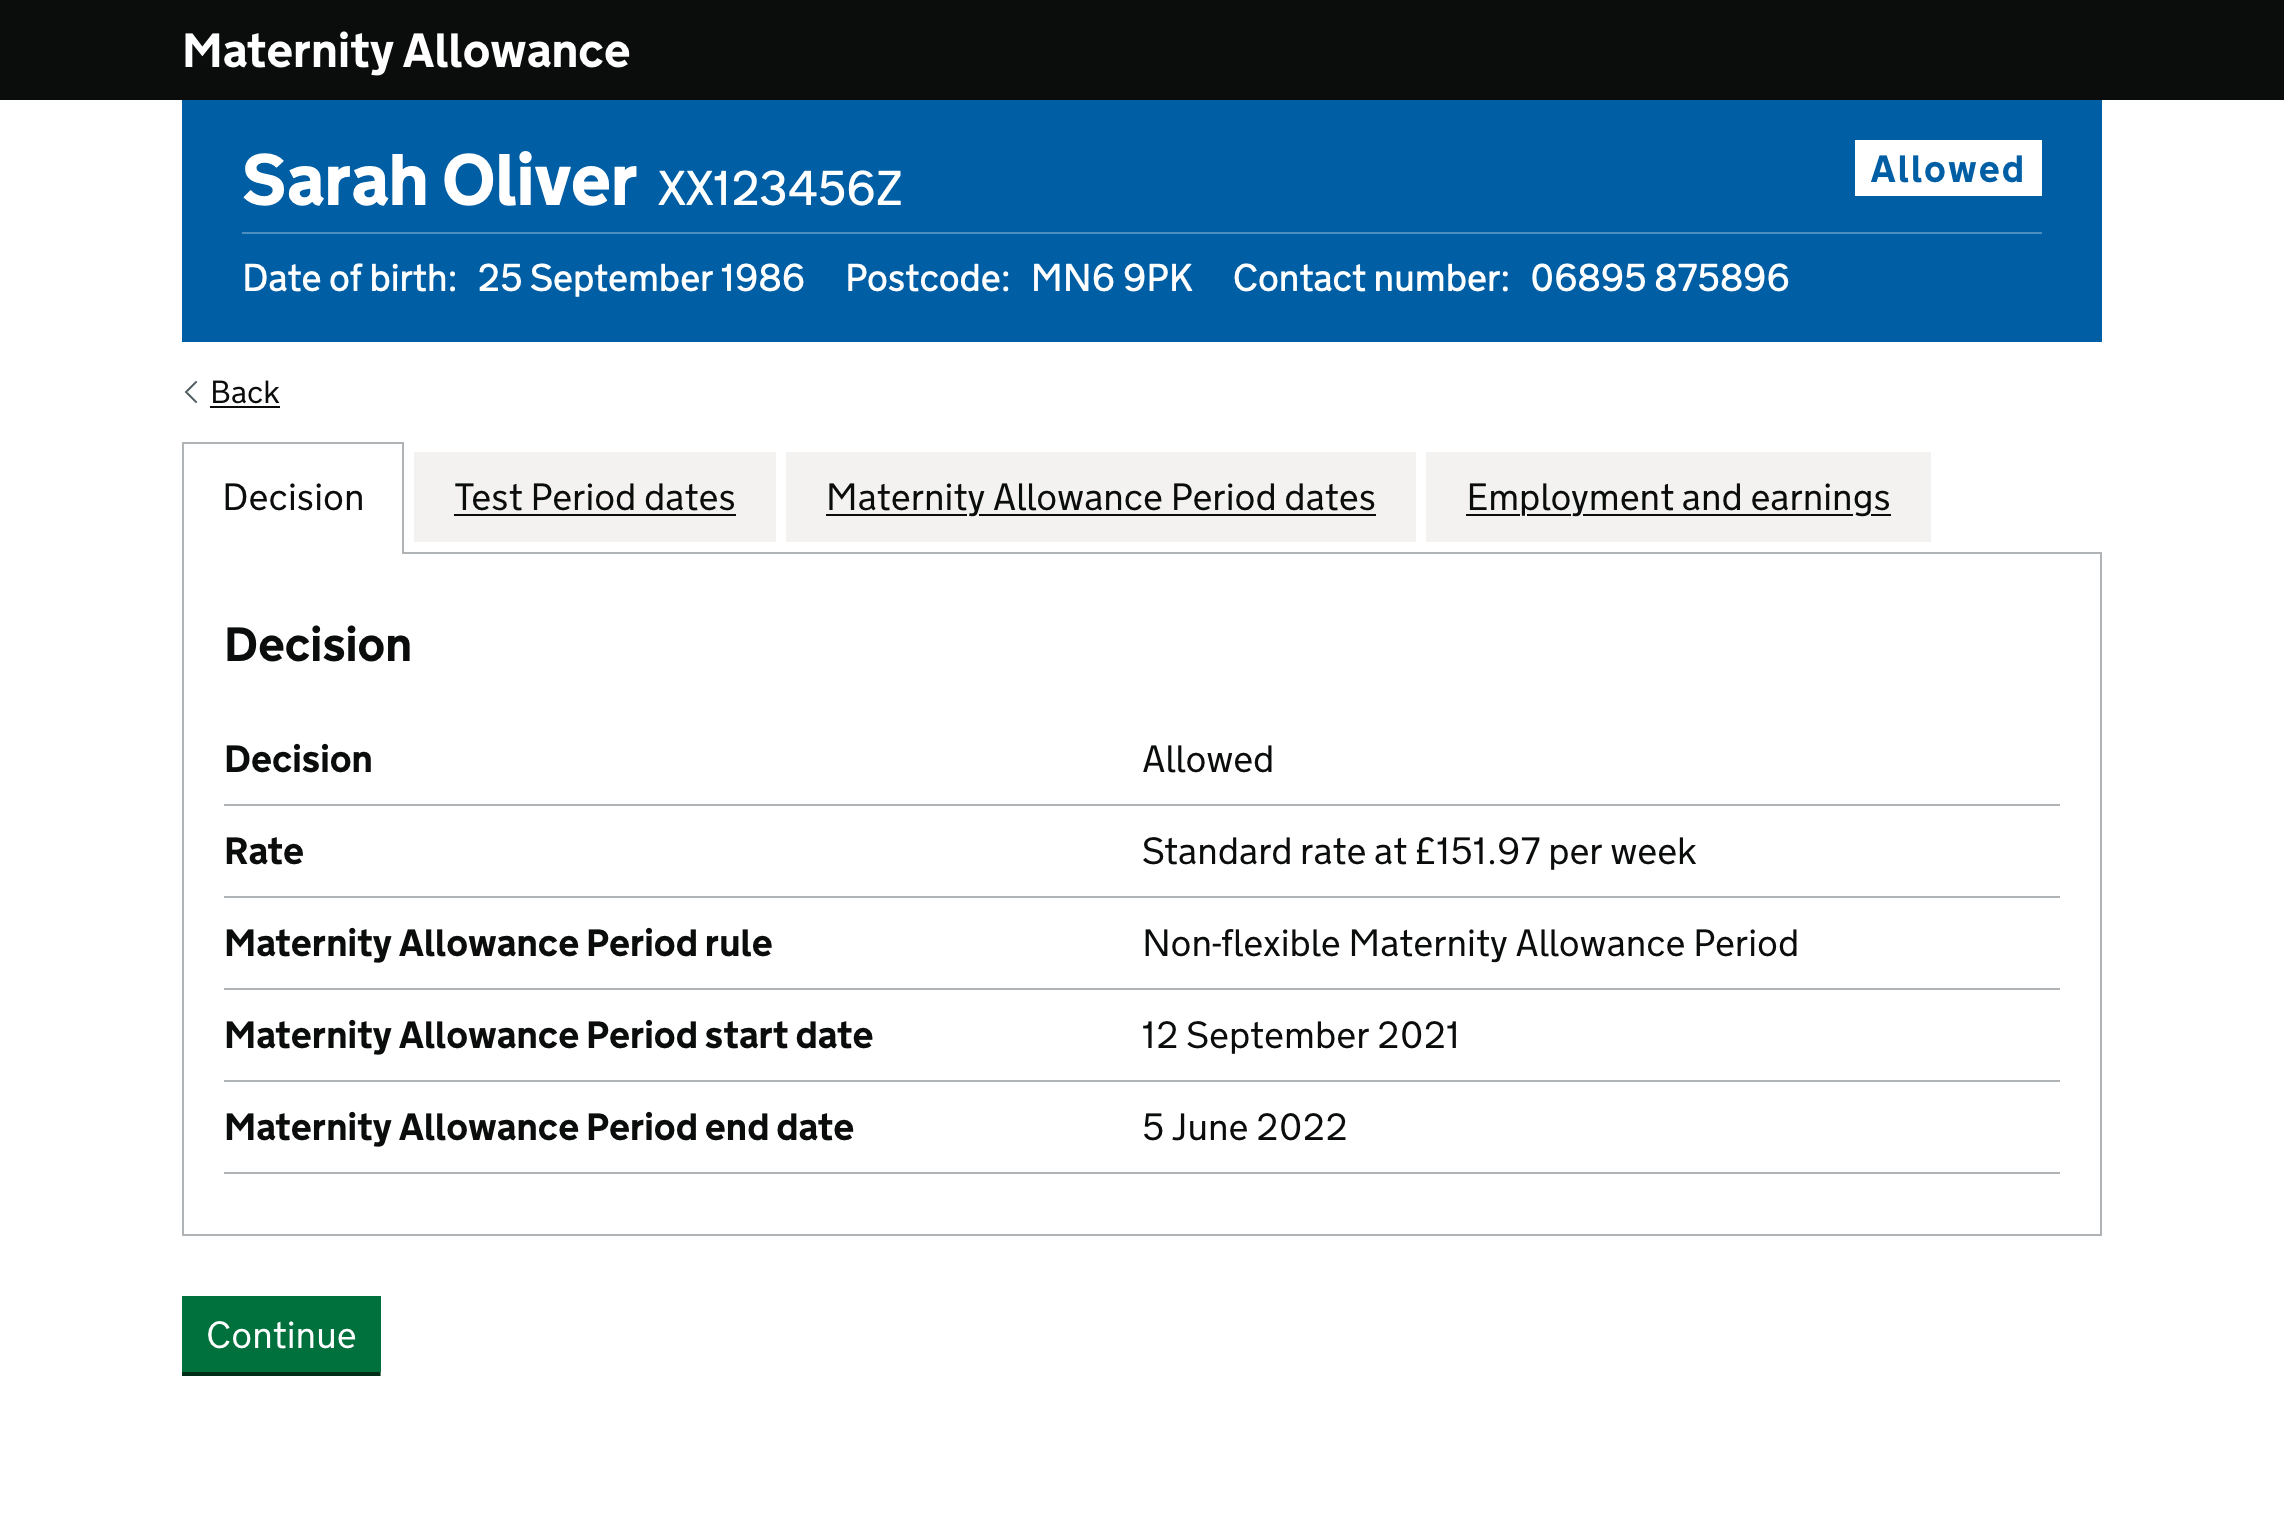 Maternity Allowance
Sarah Oliver XX123456Z
Allowed
Date of birth: 25 September 1986 Postcode: MN6 9PK Contact number: 06895 875896
Back
Decision Test Period dates Maternity Allowance Period dates Employment and earnings
Decision
Decision Allowed
Rate Standard rate at £151.97 per week
Maternity Allowance Period rule Non-flexible Maternity Allowance Period
Maternity Allowance Period start date 12 September 2021
Maternity Allowance Period end date 5 June 2022
Continue